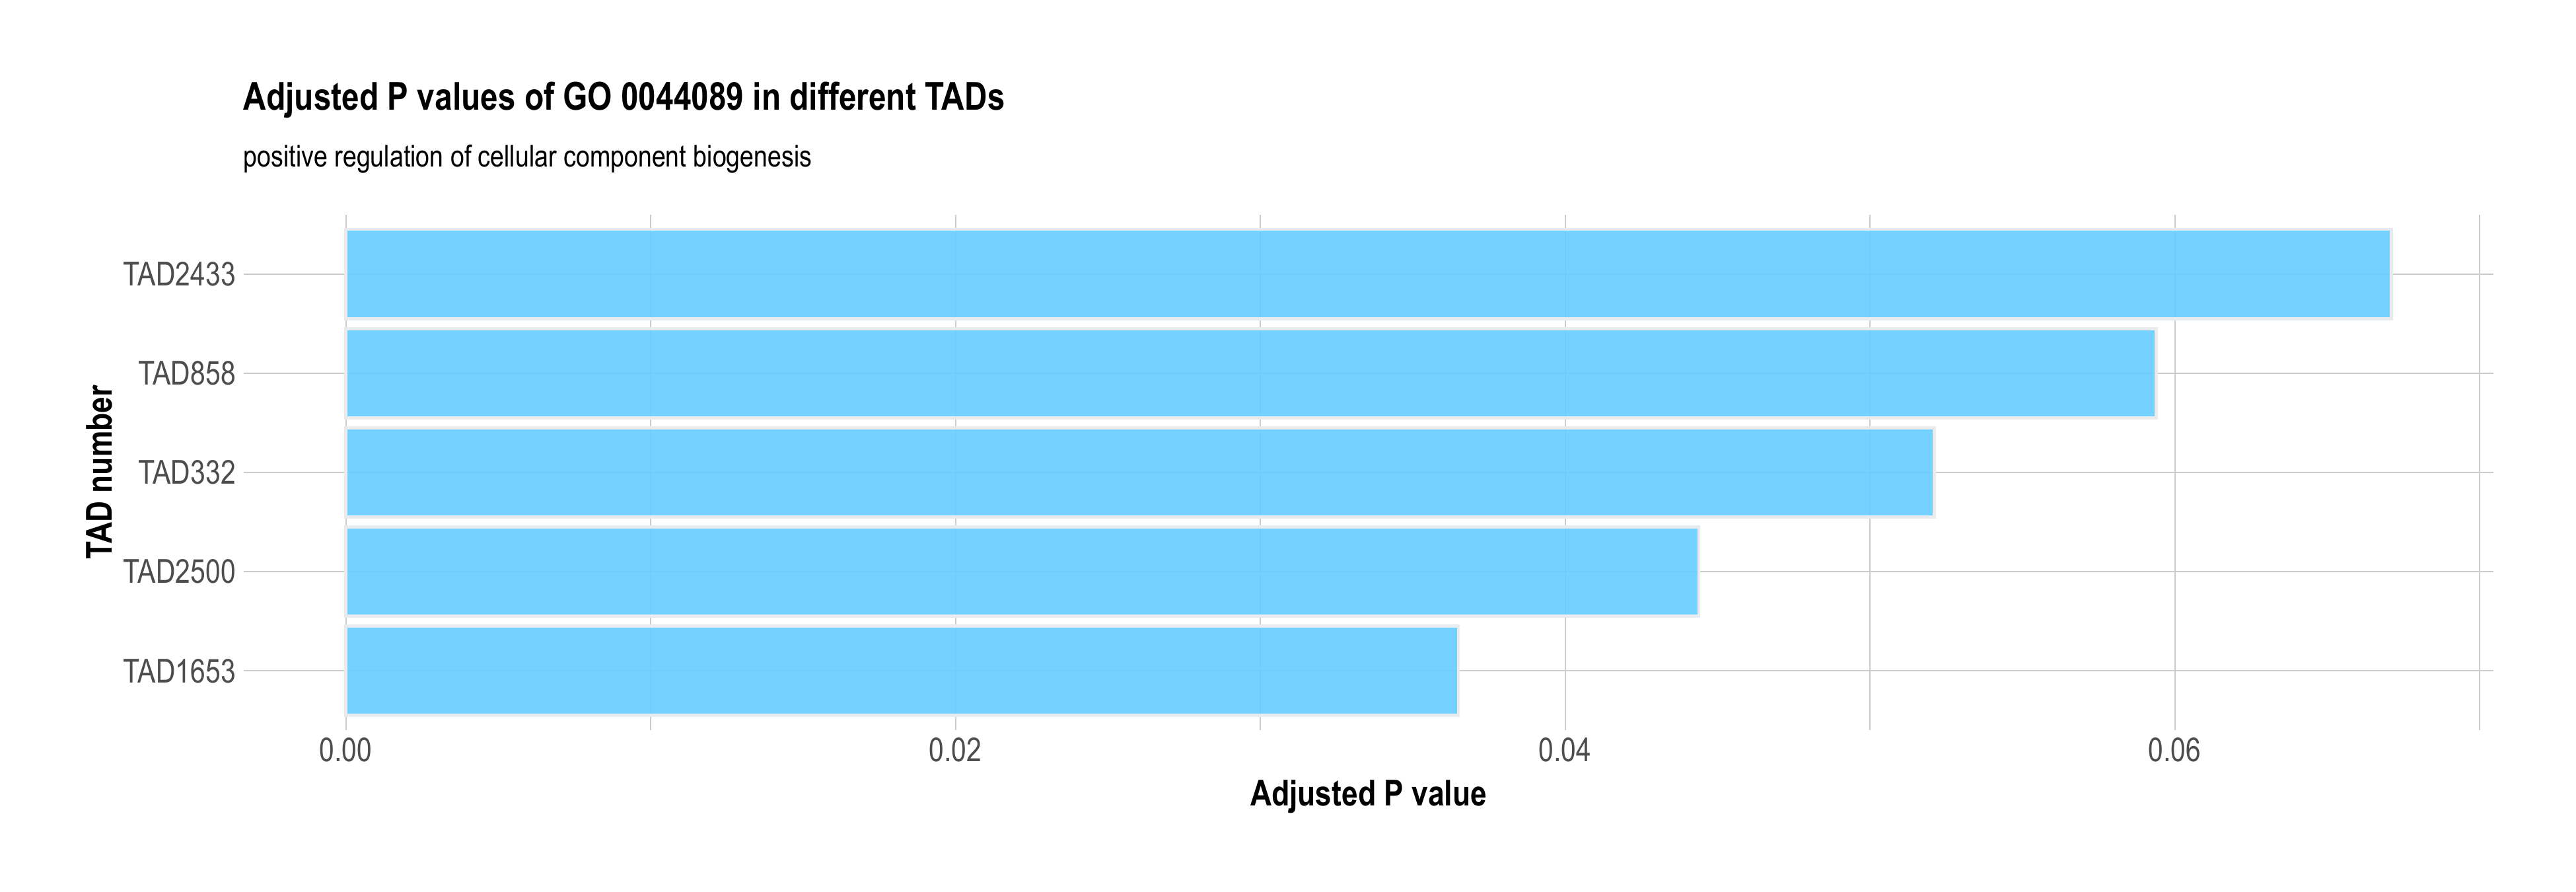 Adjusted P values of GO 0044089 in different TADs
positive regulation of cellular component biogenesis
TAD number
TAD2433
TAD858
TAD332
TAD2500
TAD1653
0.00 0.02 0.04 0.06
Adjusted P value